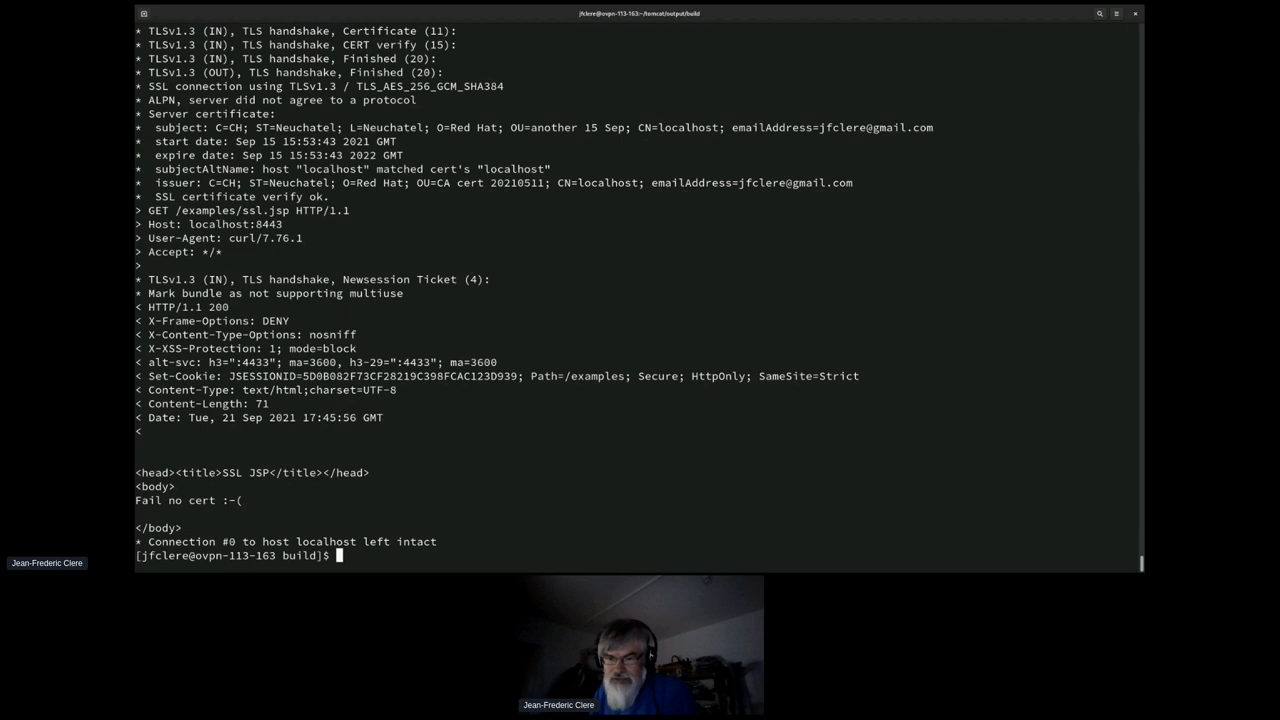 jfclere@ovpn-113-163:~/tomcat/output/build
* TLSv1.3 (IN), TLS handshake, Certificate (11):
* TLSv1.3 (IN), TLS handshake, CERT verify (15):
* TLSv1.3 (IN), TLS handshake, Finished (20):
* TLSv1.3 (OUT), TLS handshake, Finished (20):
* SSL connection using TLSv1.3 / TLS_AES_256_GCM_SHA384
* ALPN, server did not agree to a protocol
* Server certificate:
*  subject: C=CH; ST=Neuchatel; L=Neuchatel; O=Red Hat; OU=another 15 Sep; CN=localhost; emailAddress=jfclere@gmail.com
*  start date: Sep 15 15:53:43 2021 GMT
*  expire date: Sep 15 15:53:43 2022 GMT
*  subjectAltName: host "localhost" matched cert's "localhost"
*  issuer: C=CH; ST=Neuchatel; O=Red Hat; OU=CA cert 20210511; CN=localhost; emailAddress=jfclere@gmail.com
*  SSL certificate verify ok.
> GET /examples/ssl.jsp HTTP/1.1
> Host: localhost:8443
> User-Agent: curl/7.76.1
> Accept: */*
>
* TLSv1.3 (IN), TLS handshake, Newsession Ticket (4):
* Mark bundle as not supporting multiuse
< HTTP/1.1 200
< X-Frame-Options: DENY
< X-Content-Type-Options: nosniff
< X-XSS-Protection: 1; mode=block
< alt-svc: h3=":4433"; ma=3600, h3-29=":4433"; ma=3600
< Set-Cookie: JSESSIONID=5D0B082F73CF28219C398FCAC123D939; Path=/examples; Secure; HttpOnly; SameSite=Strict
< Content-Type: text/html;charset=UTF-8
< Content-Length: 71
< Date: Tue, 21 Sep 2021 17:45:56 GMT
<
<head><title>SSL JSP</title></head>
<body>
Fail no cert :-(
</body>
* Connection #0 to host localhost left intact
[jfclere@ovpn-113-163 build]$
Jean-Frederic Clere
Jean-Frederic Clere